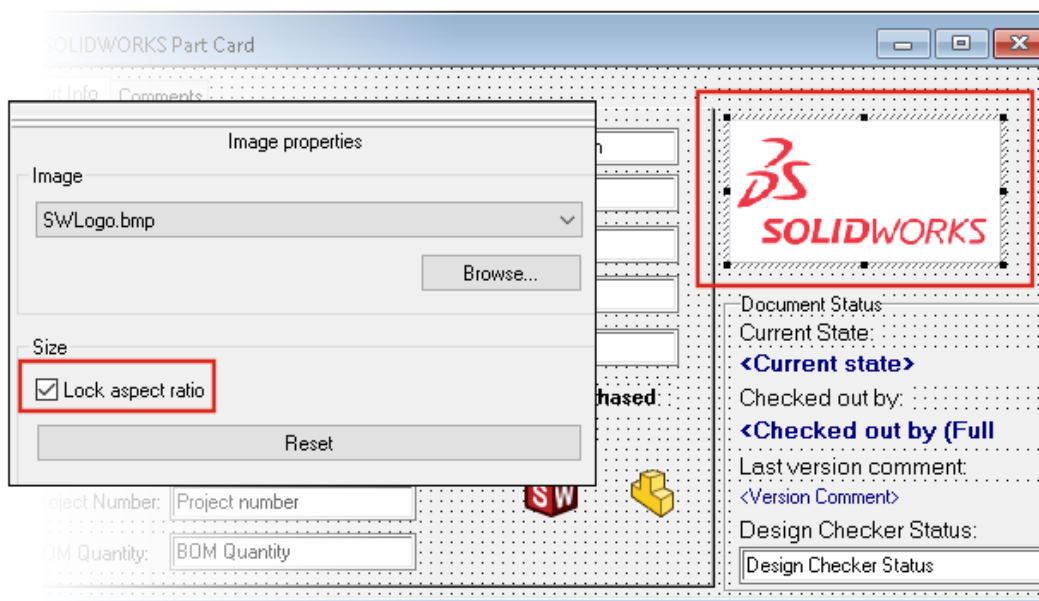 SOLIDWORKS Part Card
Info
Comments
Image properties
Image
SWLogo.bmp
Browse...
Size
Lock aspect ratio
Reset
n
hased
SOLIDWORKS
Document Status
Current State:
<Current state>
Checked out by:
<Checked out by (Full
Last version comment:
<Version Comment>
Design Checker Status:
Design Checker Status
SW
Project Number:
Project number
BOM Quantity:
BOM Quantity